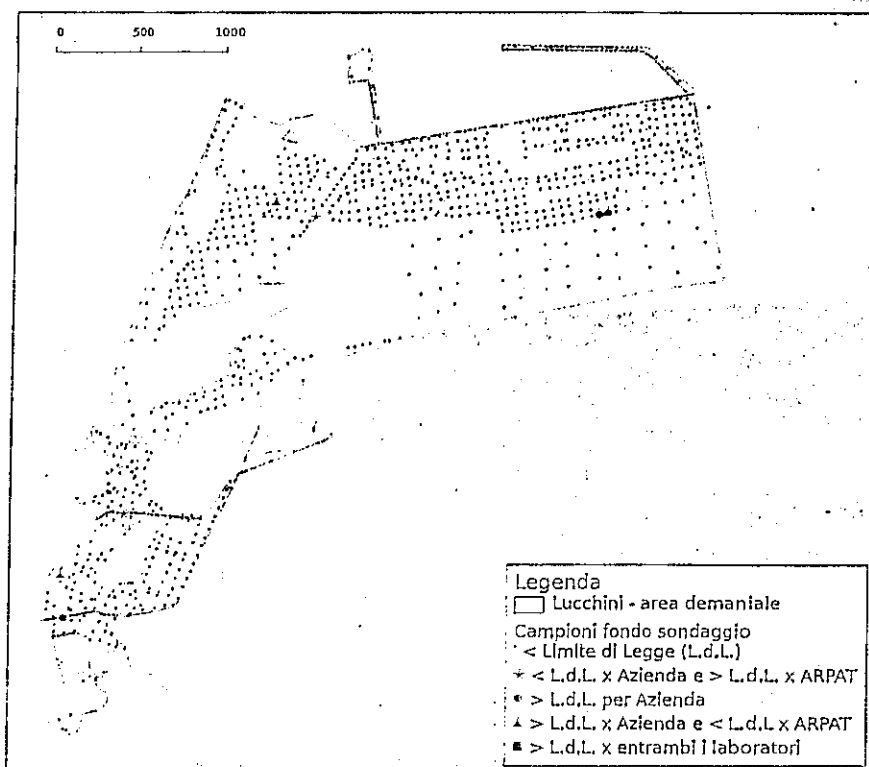 0 500 1000
Legenda
Lucchini - area demaniale
Campioni fondo sondaggio
< Limite di Legge (L.d.L.)
< L.d.L. x Azienda e > L.d.L. x ARPAT
> L.d.L. per Azienda
> L.d.L. x Azienda e < L.d.L x ARPAT
> L.d.L. x entrambi i laboratori